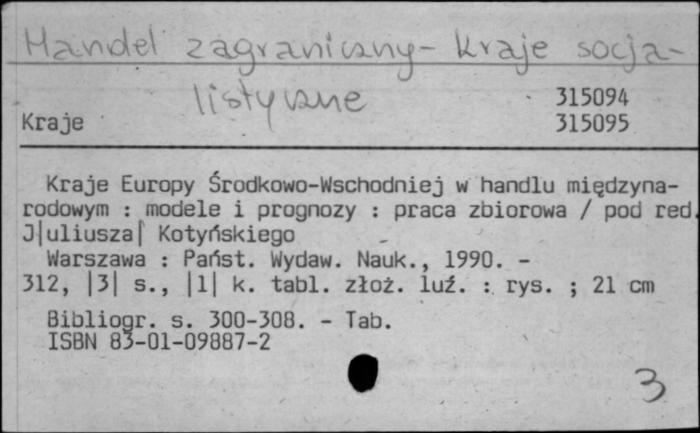 Handel zagraniczny - kraje socja-
listyczne
315094
Kraje 315095
Kraje Europy Środkowo-Wschodniej w handlu międzyna-
rodowym : modele i prognozy : praca zbiorowa / pod red.
J|uliusza| Kotyńskiego
Warszawa : Państ. Wydaw. Nauk., 1990. -
312, |3| s., |1| k. tabl. złoż. luź. : rys. ; 21 cm
Bibliogr. s. 300-308. - Tab.
ISBN 83-01-09887-2
3